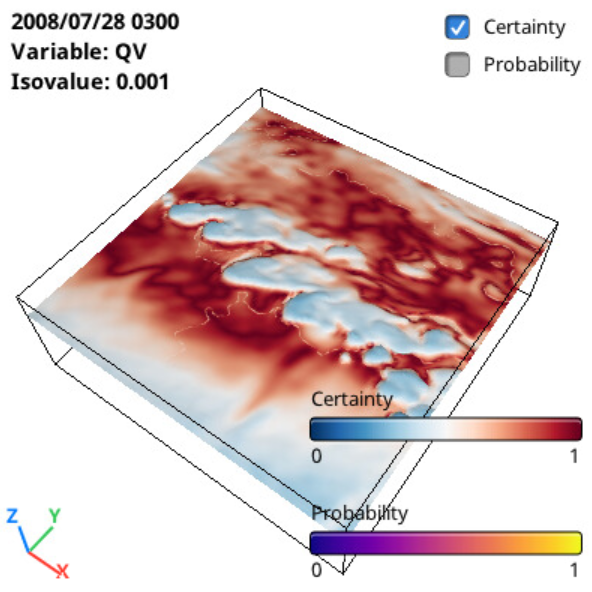 2008/07/28 0300
Variable: QV
Isovalue: 0.001
Certainty
Probability
Certainty
0 1
Probability
0 1
Z Y
X